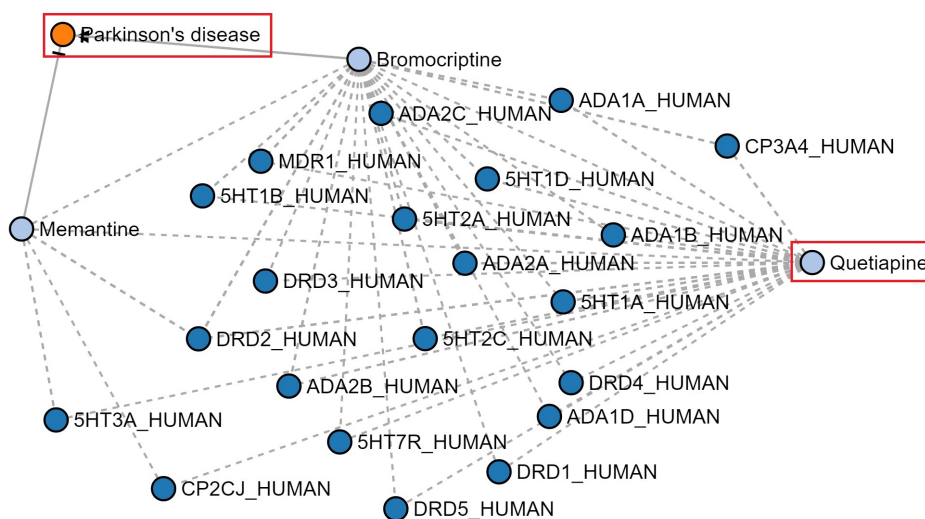 Parkinson's disease
Bromocriptine
ADA1A_HUMAN
ADA2C_HUMAN
CP3A4_HUMAN
MDR1_HUMAN
5HT1D_HUMAN
5HT1B_HUMAN
5HT2A_HUMAN
Memantine
ADA1B_HUMAN
ADA2A_HUMAN
Quetiapine
DRD3_HUMAN
5HT1A_HUMAN
DRD2_HUMAN
5HT2C_HUMAN
ADA2B_HUMAN
DRD4_HUMAN
5HT3A_HUMAN
ADA1D_HUMAN
5HT7R_HUMAN
DRD1_HUMAN
CP2CJ_HUMAN
DRD5_HUMAN